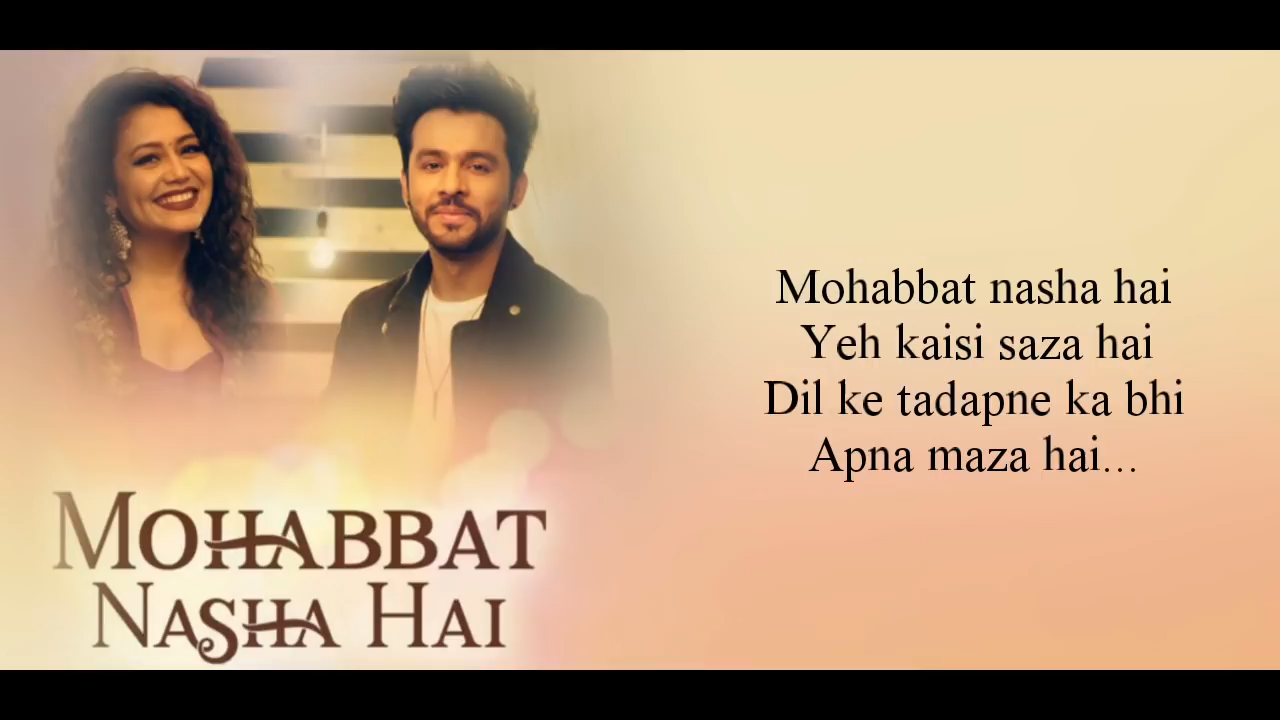 Mohabbat nasha hai
Yeh kaisi saza hai
Dil ke tadapne ka bhi
Apna maza hai...
MOHABBAT
NASHA HAI